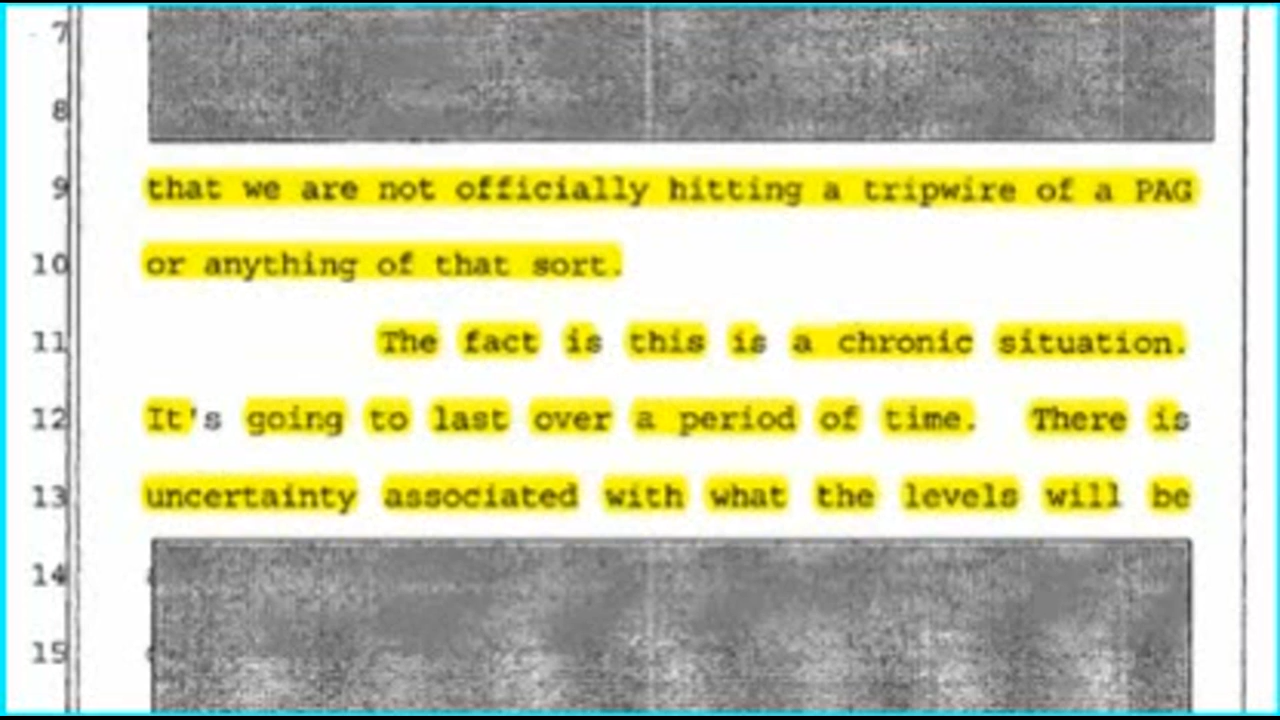 7
8
9 that we are not officially hitting a tripwire of a PAG
10 or anything of that sort.
11 The fact is this is a chronic situation.
12 It's going to last over a period of time. There is
13 uncertainty associated with what the levels will be
14
15